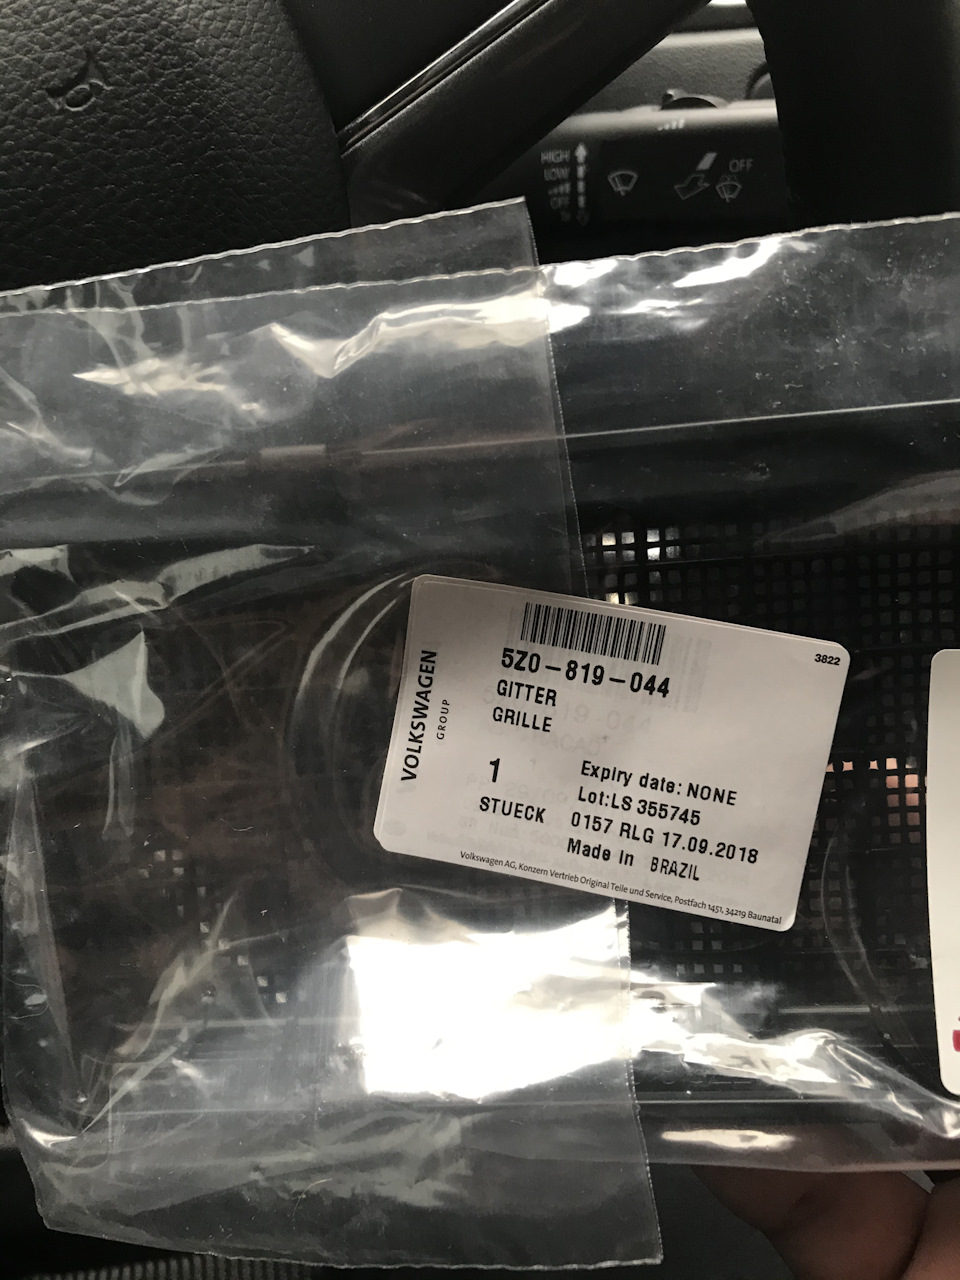 HIGH
LOW
OFF
OFF
3822
VOLKSWAGEN
GROUP
5Z0-819-044
GITTER
GRILLE
1
STUECK
Expiry date: NONE
Lot:LS 355745
0157 RLG 17.09.2018
Made in BRAZIL
Volkswagen AG, Konzern Vertrieb Original Teile und Service, Postfach 1451, 34219 Baunatal